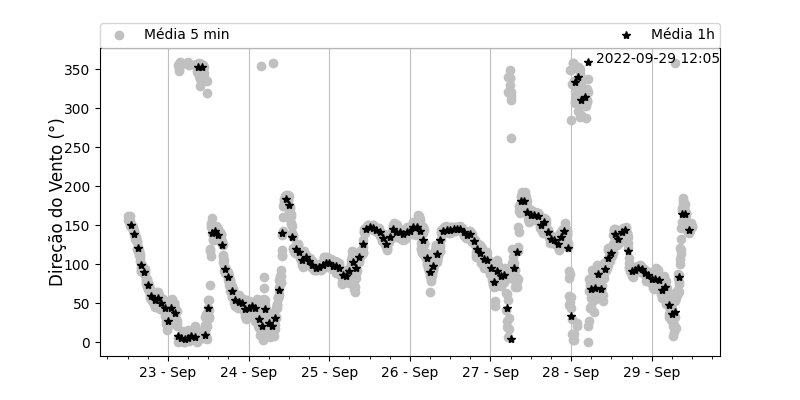 Média 5 min
Média 1h
2022-09-29 12:05
Direção do Vento (°)
350
300
250
200
150
100
50
0
23 - Sep
24 - Sep
25 - Sep
26 - Sep
27 - Sep
28 - Sep
29 - Sep